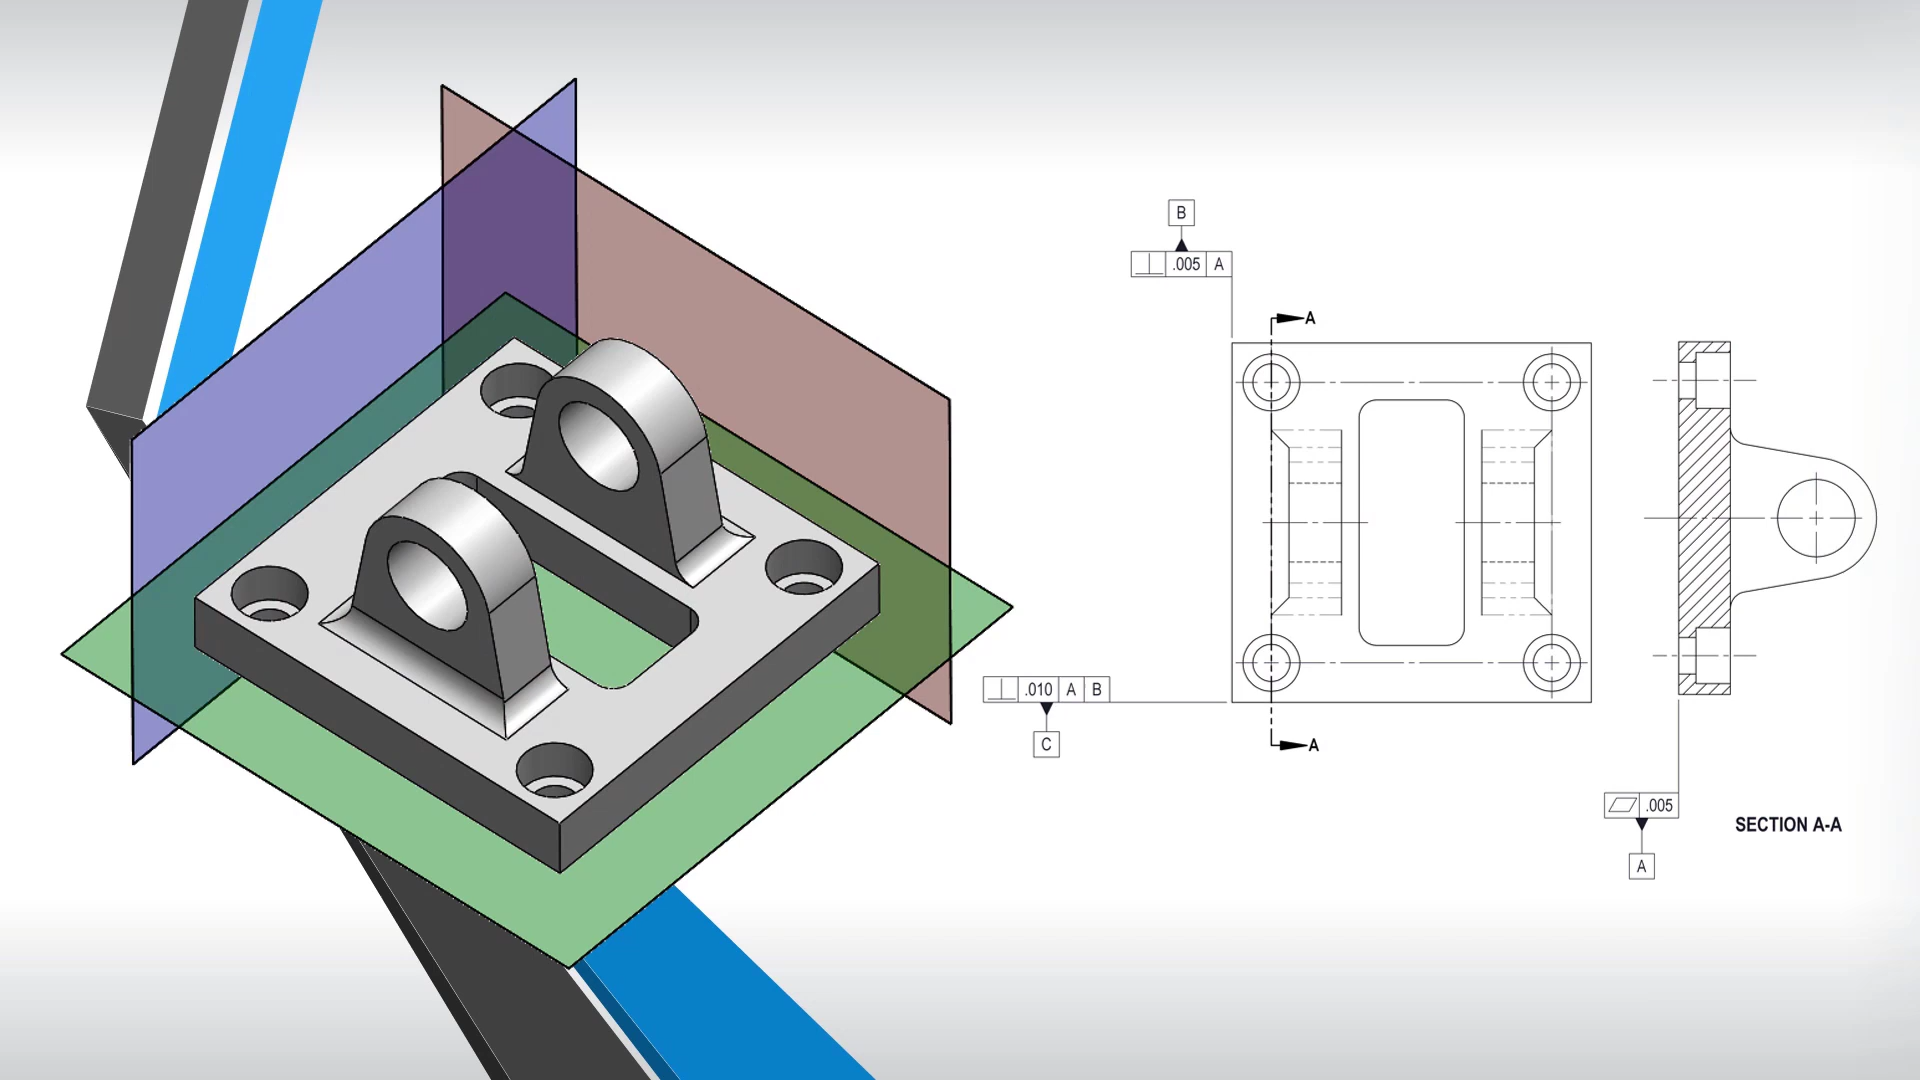 B
⟂ .005 A
A
⟂ .010 A B
C
A
⏥ .005
A
SECTION A-A